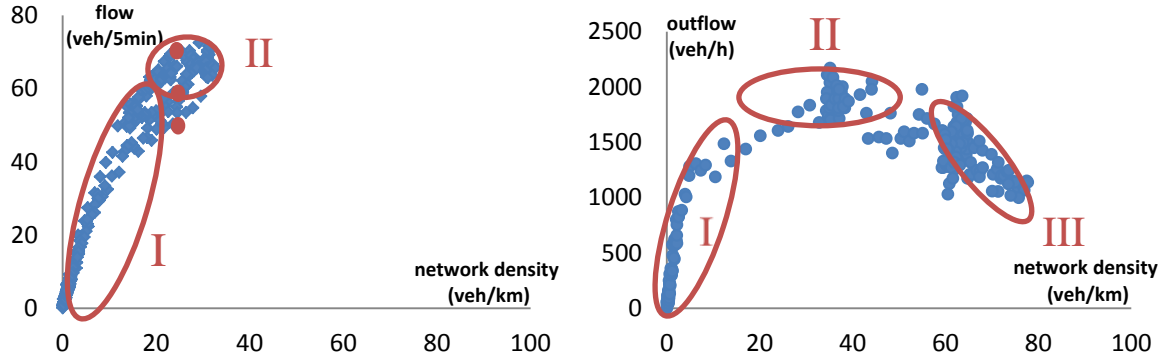 80
flow
(veh/5min)
II
60
40
20
I
network density
(veh/km)
0
0 20 40 60 80 100
2500
outflow
(veh/h)
II
2000
1500
1000
500
I
III
network density
(veh/km)
0
0 20 40 60 80 100